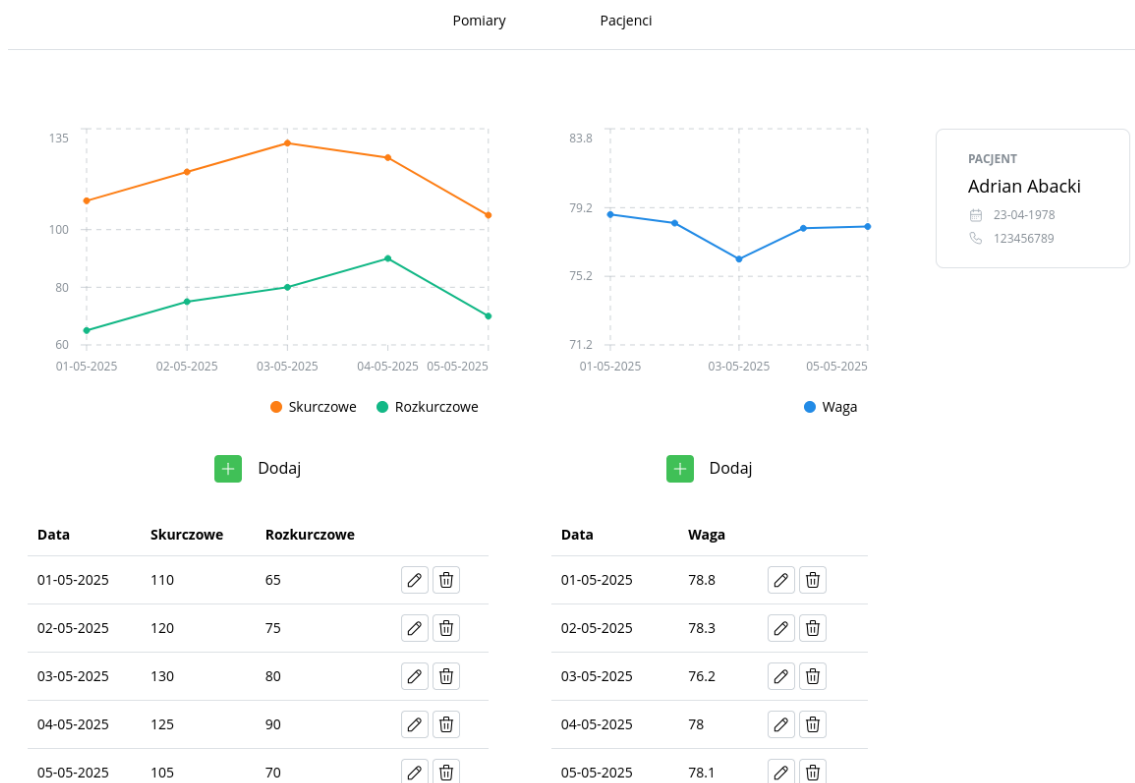 Pomiary Pacjenci
135
100
80
60
01-05-2025 02-05-2025 03-05-2025 04-05-2025 05-05-2025
Skurczowe Rozkurczowe
83.8
79.2
75.2
71.2
01-05-2025 03-05-2025 05-05-2025
Waga
PACJENT
Adrian Abacki
23-04-1978
123456789
Dodaj
Dodaj
Data Skurczowe Rozkurczowe
01-05-2025 110 65
02-05-2025 120 75
03-05-2025 130 80
04-05-2025 125 90
05-05-2025 105 70
Data Waga
01-05-2025 78.8
02-05-2025 78.3
03-05-2025 76.2
04-05-2025 78
05-05-2025 78.1